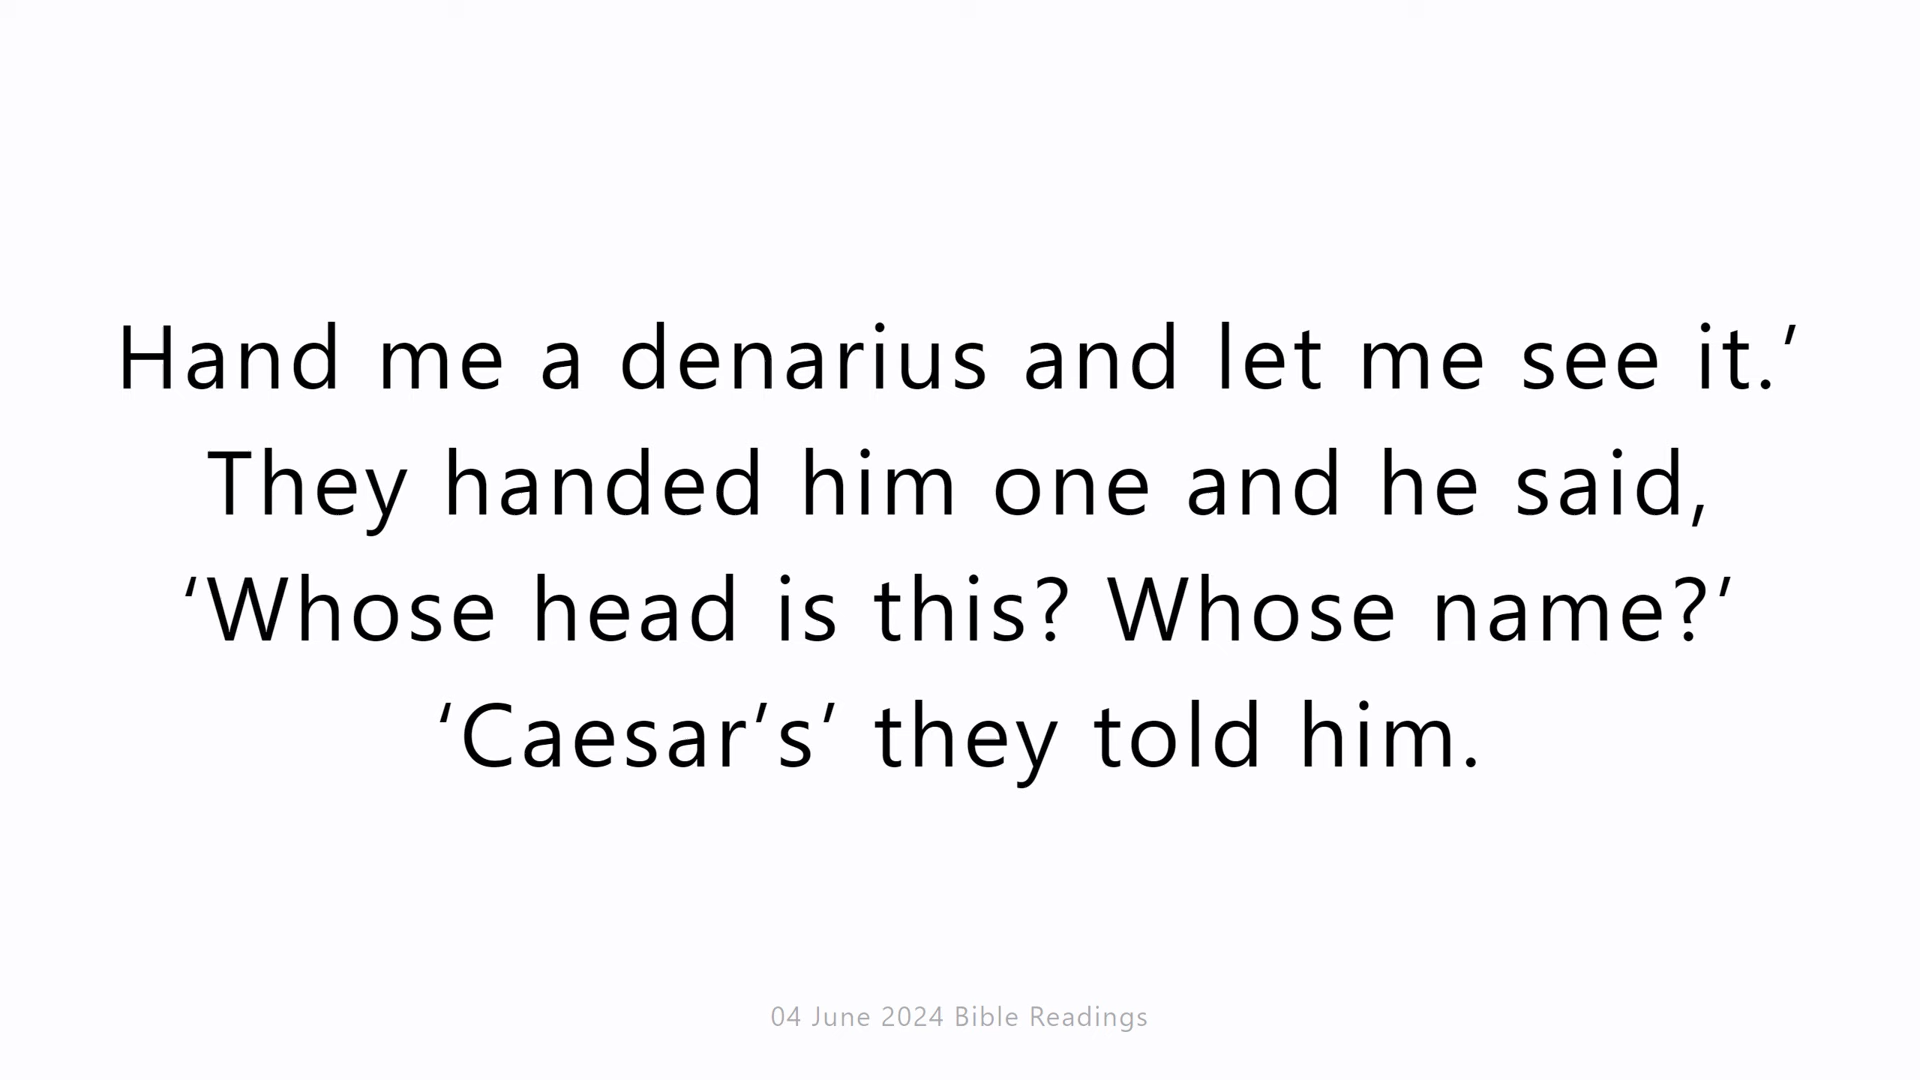 Hand me a denarius and let me see it.’
They handed him one and he said,
‘Whose head is this? Whose name?’
‘Caesar’s’ they told him.
04 June 2024 Bible Readings